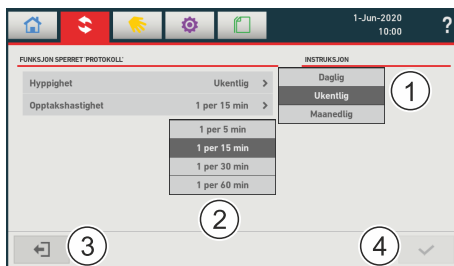 1-Jun-2020
10:00
?
FUNKSJON SPERRET 'PROTOKOLL'
INSTRUKSJON
Hyppighet Ukentlig >
Opptakshastighet 1 per 15 min >
Daglig
Ukentlig
Maanedlig
1
1 per 5 min
1 per 15 min
1 per 30 min
1 per 60 min
2
3
4